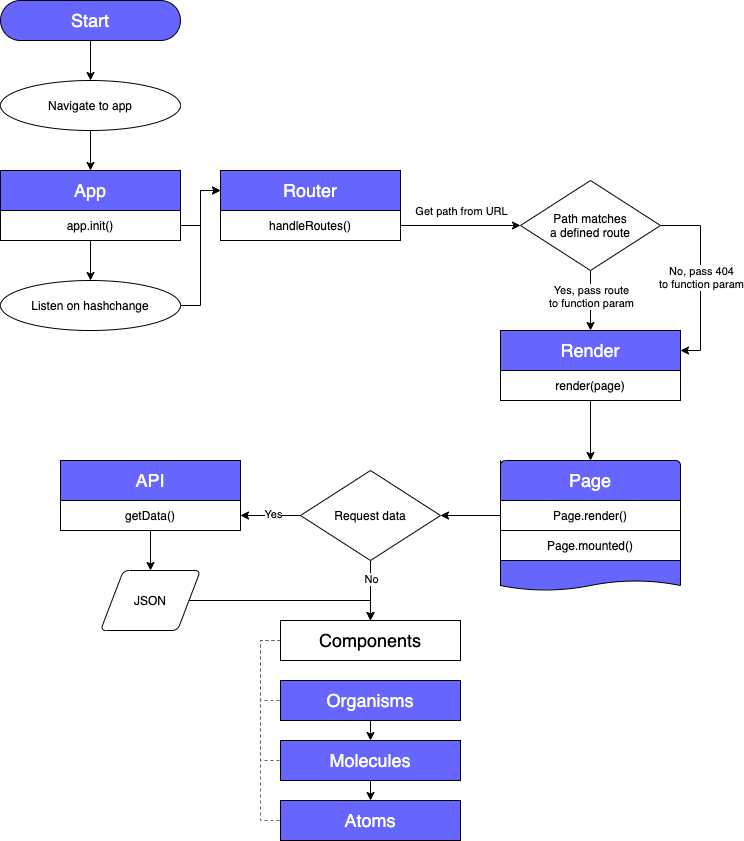 Start
Navigate to app
App
app.init()
Listen on hashchange
Router
handleRoutes()
Get path from URL
Path matches
a defined route
No, pass 404
to function param
Yes, pass route
to function param
Render
render(page)
Page
Page.render()
Page.mounted()
Request data
Yes
API
getData()
JSON
No
Components
Organisms
Molecules
Atoms